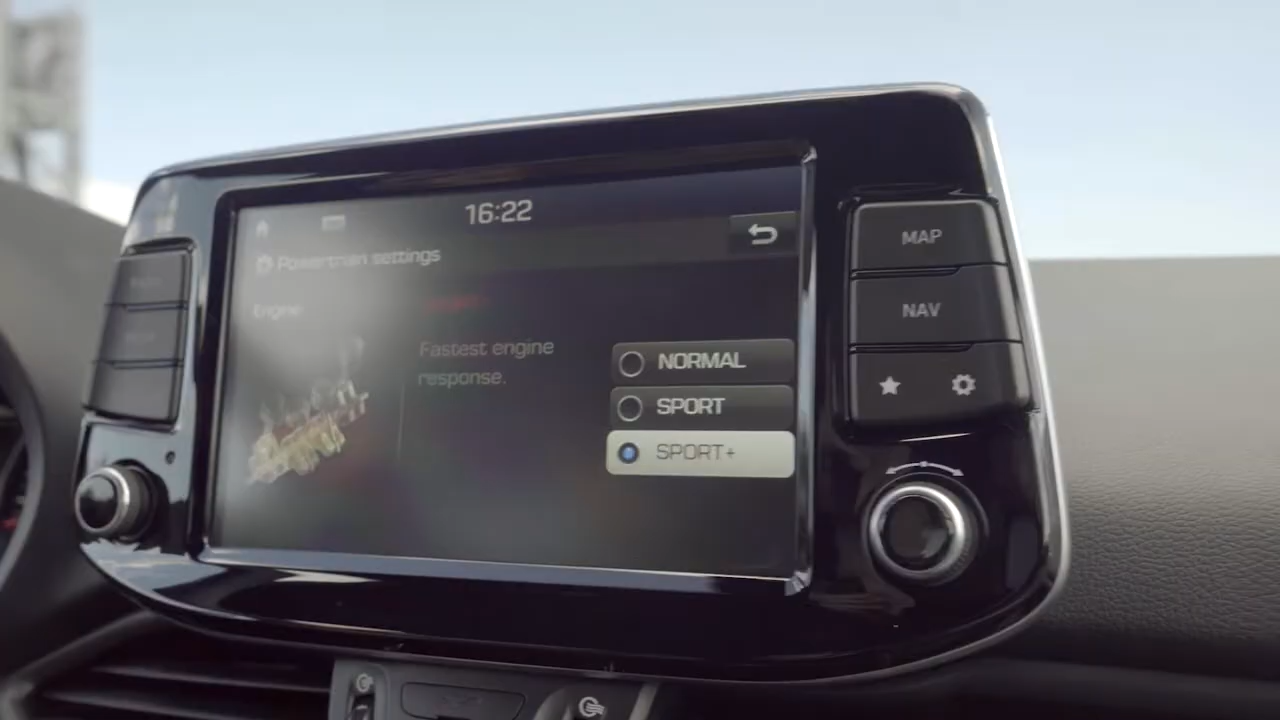 16:22
Powertrain settings
Engine
Fastest engine
response.
NORMAL
SPORT
SPORT+
MAP
NAV